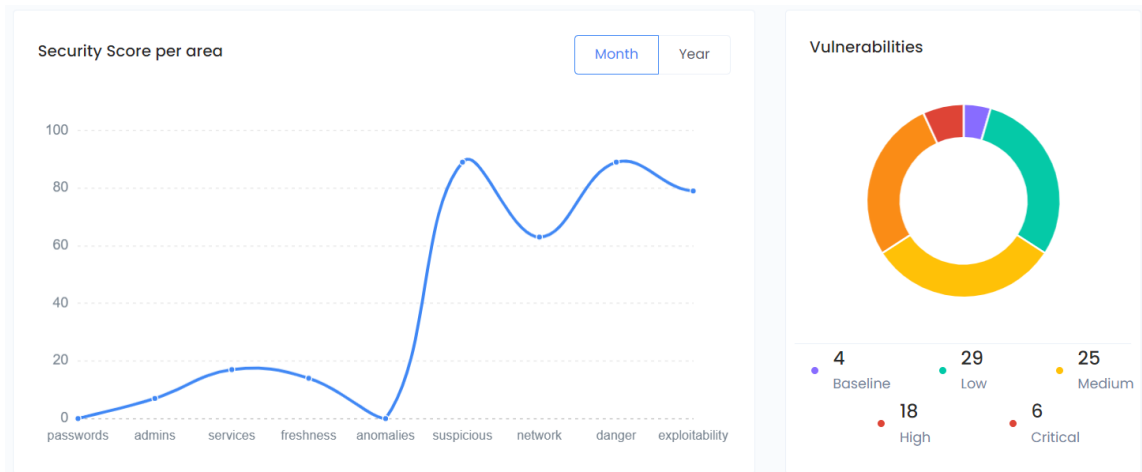 Security Score per area
Month Year
100
80
60
40
20
0
passwords admins services freshness anomalies suspicious network danger exploitability
Vulnerabilities
4 29 25
Baseline Low Medium
18 6
High Critical